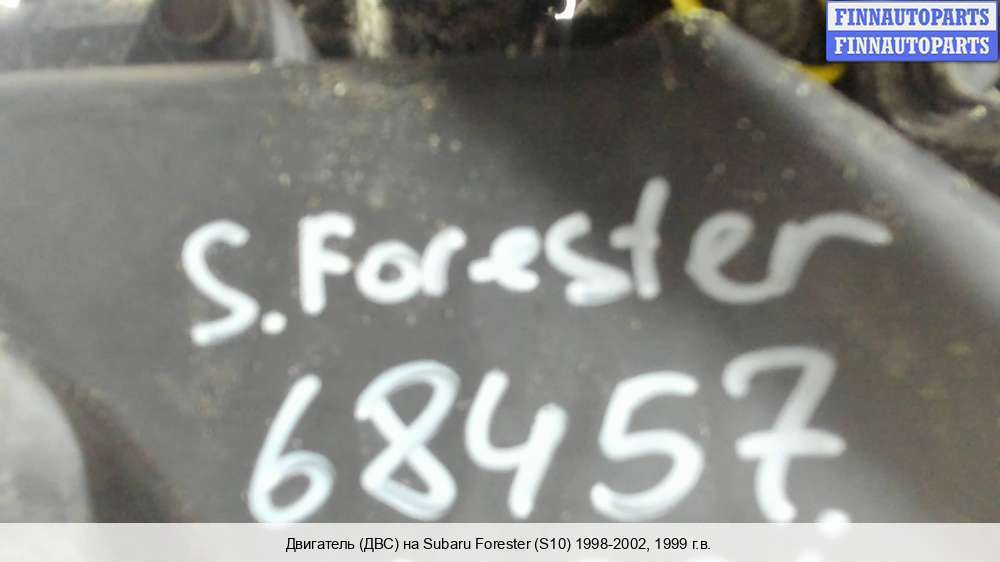 FINNAUTOPARTS
FINNAUTOPARTS
S.Forester
68457.
Двигатель (ДВС) на Subaru Forester (S10) 1998-2002, 1999 г.в.